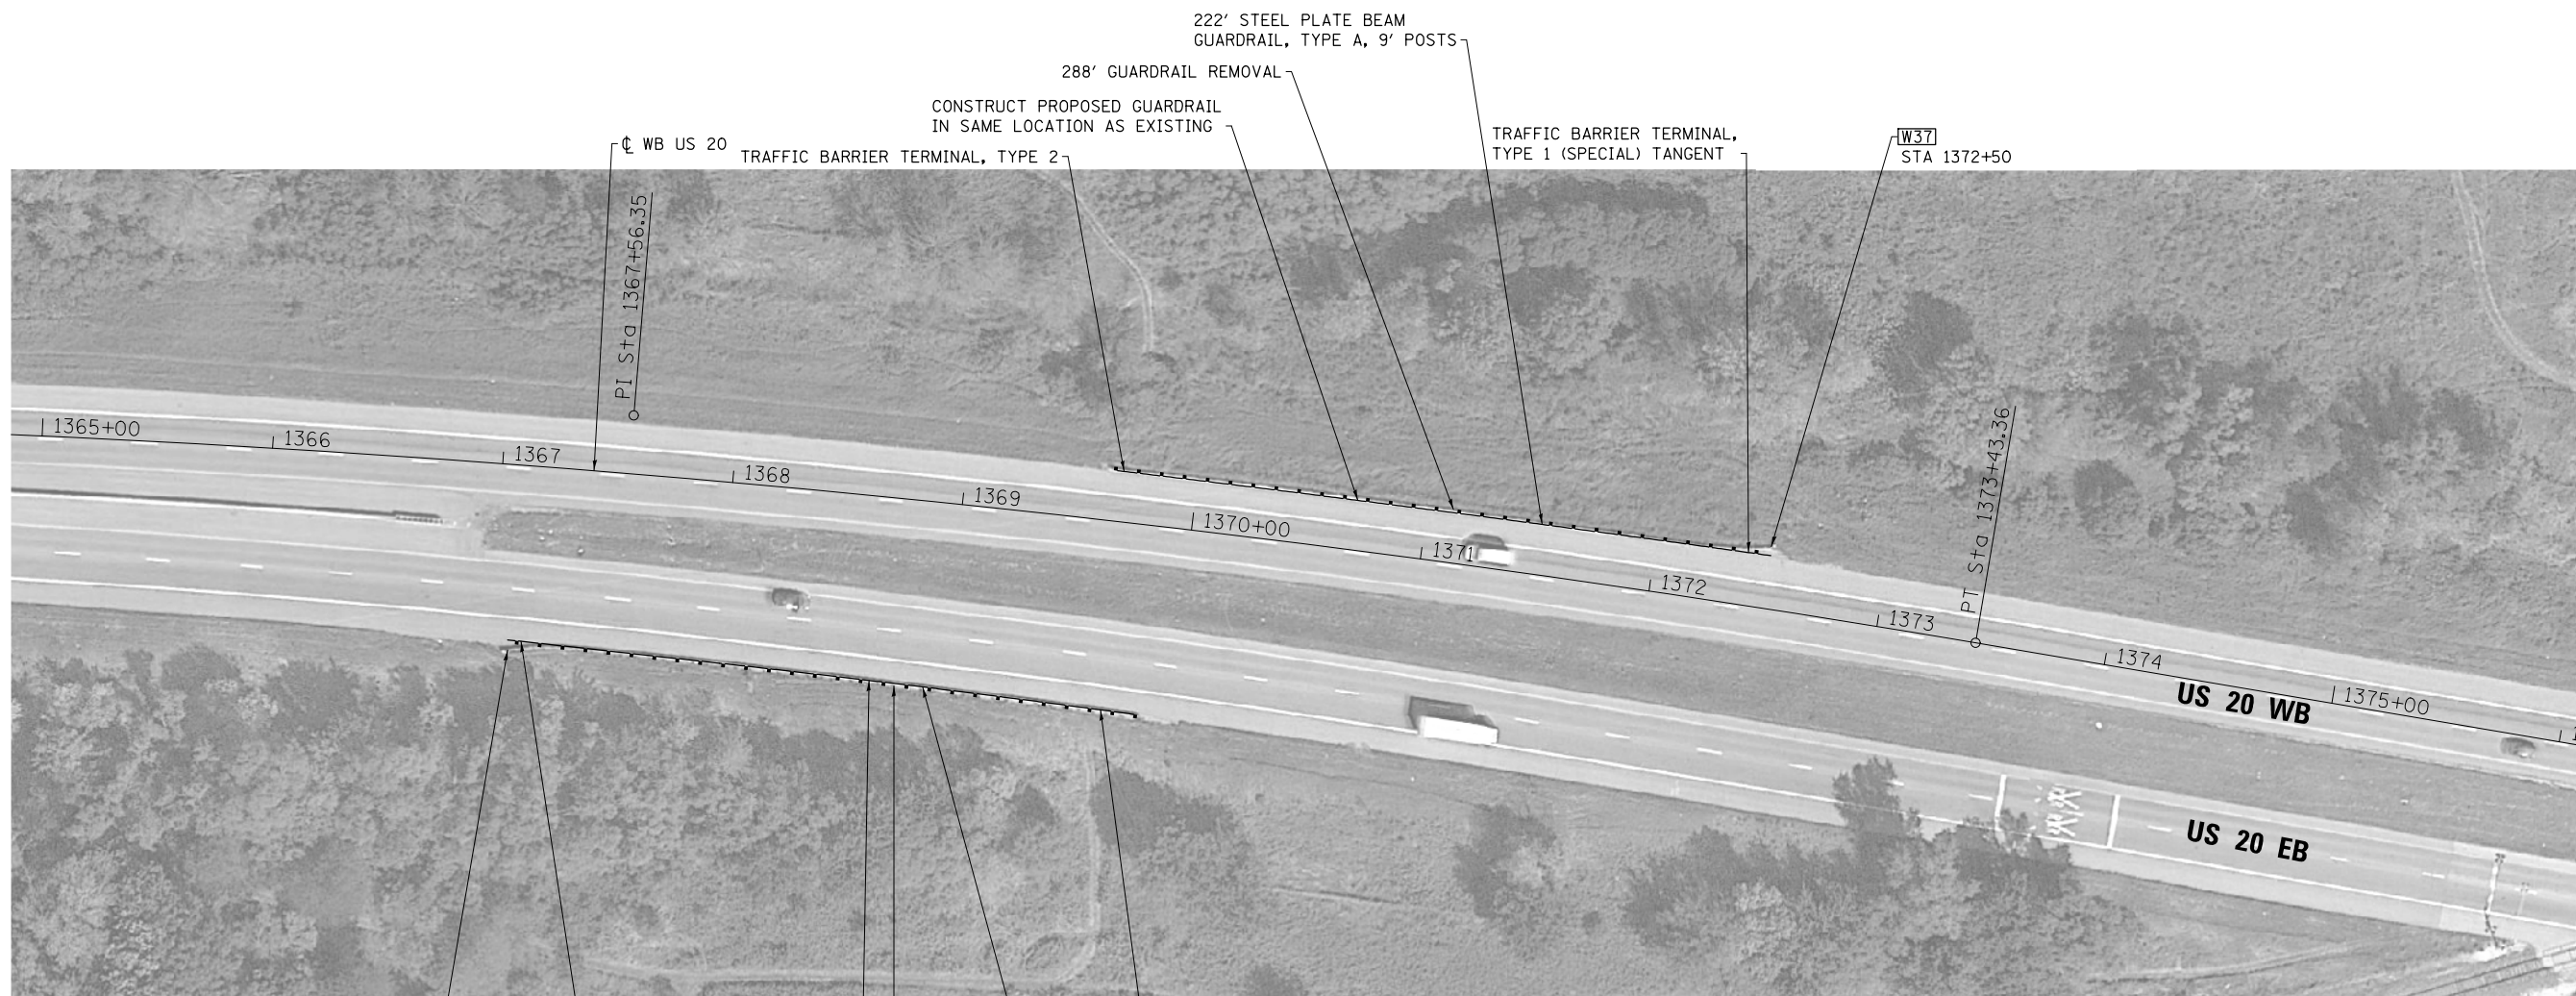 222' STEEL PLATE BEAM
GUARDRAIL, TYPE A, 9' POSTS
288' GUARDRAIL REMOVAL
CONSTRUCT PROPOSED GUARDRAIL
IN SAME LOCATION AS EXISTING
TRAFFIC BARRIER TERMINAL,
TYPE 1 (SPECIAL) TANGENT
W37
STA 1372+50
℄ WB US 20
TRAFFIC BARRIER TERMINAL, TYPE 2
PI Sta 1367+56.35
1365+00
1366
1367
1368
1369
1370+00
1371
1372
1373
PT Sta 1373+43.36
1374
1375+00
US 20 WB
US 20 EB